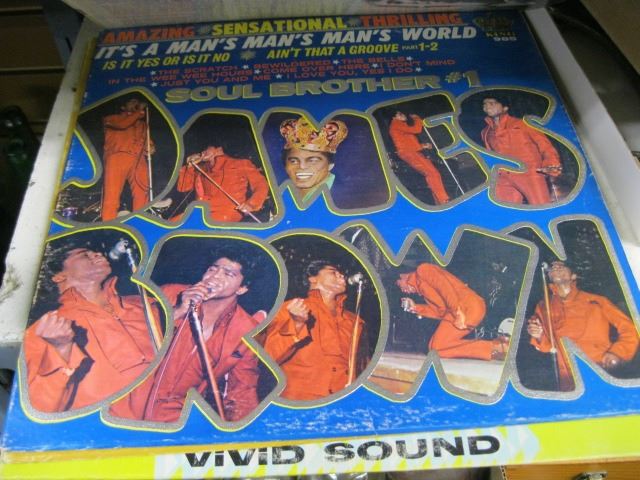 AMAZING ★ SENSATIONAL ★ THRILLING
KING
985
IT'S A MAN'S MAN'S MAN'S WORLD
IS IT YES OR IS IT NO ★ AIN'T THAT A GROOVE PART 1-2
★ THE SCRATCH ★ BEWILDERED ★ THE BELLS ★
IN THE WEE WEE HOURS ★ COME OVER HERE ★ I DON'T MIND
★ JUST YOU AND ME ★ I LOVE YOU, YES I DO ★
SOUL BROTHER #1
JAMES
BROWN
ViViD SOUND